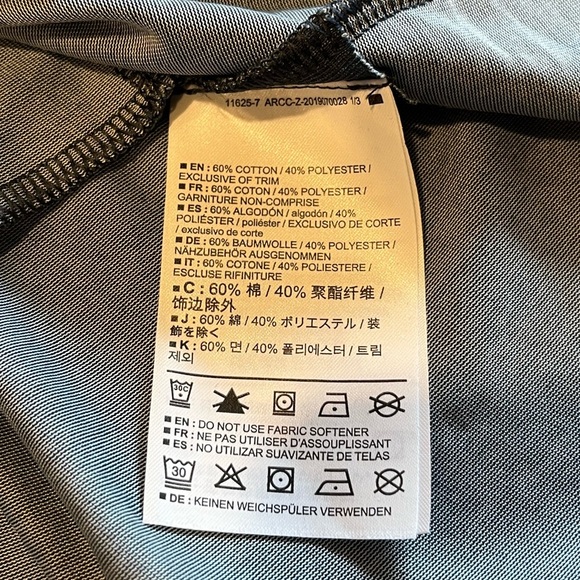 11625-7 ARCC-Z-2019070028 1/3
EN : 60% COTTON / 40% POLYESTER /
EXCLUSIVE OF TRIM
FR : 60% COTON / 40% POLYESTER /
GARNITURE NON-COMPRISE
ES : 60% ALGODÓN / algodón / 40%
POLIÉSTER / poliéster / EXCLUSIVO DE CORTE
/ exclusivo de corte
DE : 60% BAUMWOLLE / 40% POLYESTER /
NÄHZUBEHÖR AUSGENOMMEN
IT : 60% COTONE / 40% POLIESTERE /
ESCLUSE RIFINITURE
C : 60% 棉 / 40% 聚酯纤维 /
饰边除外
J : 60% 綿 / 40% ポリエステル / 装
飾を除く
K : 60% 면 / 40% 폴리에스터 / 트림
제외
30C
EN : DO NOT USE FABRIC SOFTENER
FR : NE PAS UTILISER D'ASSOUPLISSANT
ES : NO UTILIZAR SUAVIZANTE DE TELAS
30
DE : KEINEN WEICHSPÜLER VERWENDEN